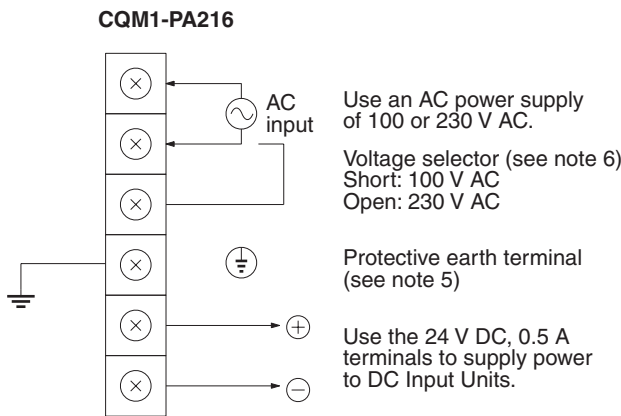 CQM1-PA216
AC
input
Use an AC power supply
of 100 or 230 V AC.
Voltage selector (see note 6)
Short: 100 V AC
Open: 230 V AC
Protective earth terminal
(see note 5)
Use the 24 V DC, 0.5 A
terminals to supply power
to DC Input Units.